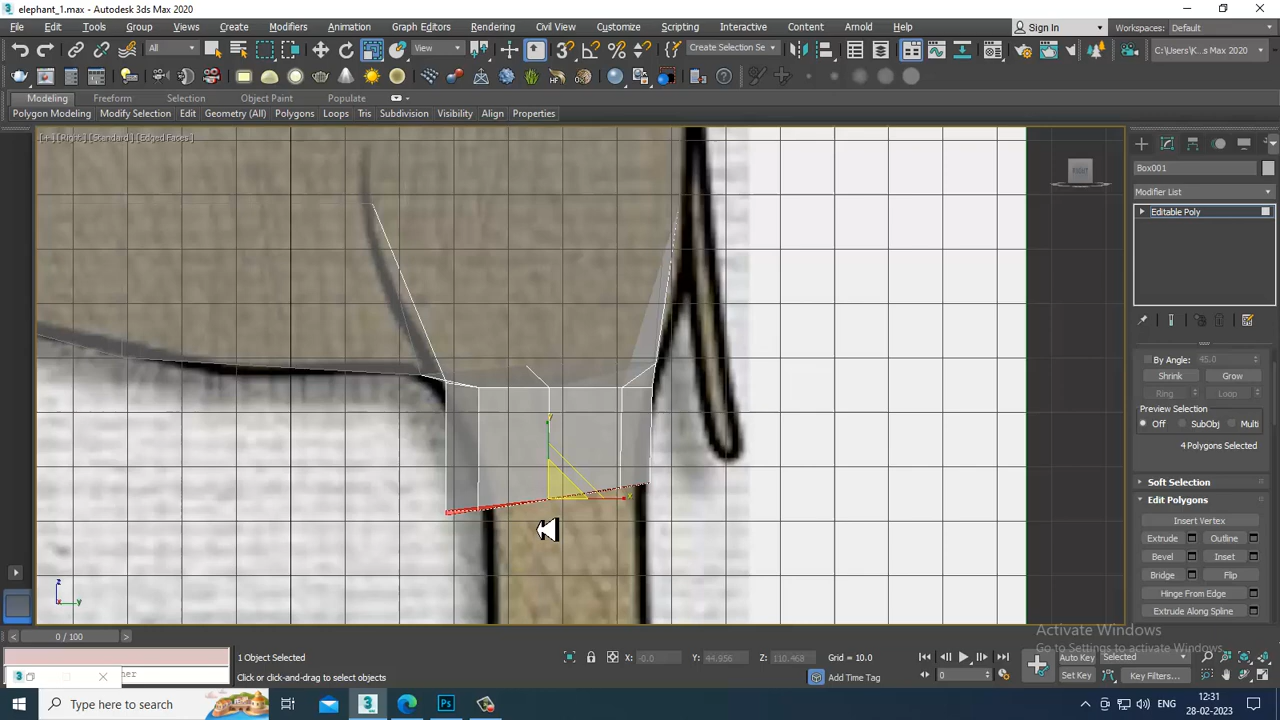 elephant_1.max - Autodesk 3ds Max 2020
File Edit Tools Group Views Create Modifiers Animation Graph Editors Rendering Civil View Customize Scripting Interactive Content Arnold Help Sign In Workspaces: Default
All View Create Selection Se C:\Users\K...s Max 2020
Modeling Freeform Selection Object Paint Populate
Polygon Modeling Modify Selection Edit Geometry (All) Polygons Loops Tris Subdivision Visibility Align Properties
[+] [Right] [Standard] [Edged Faces]
Box001
Modifier List
Editable Poly
By Angle: 45.0
Shrink Grow
Ring Loop
Preview Selection
Off SubObj Multi
4 Polygons Selected
Soft Selection
Edit Polygons
Insert Vertex
Extrude Outline
Bevel Inset
Bridge Flip
Hinge From Edge
Extrude Along Spline
z
y
x
0 / 100
Activate Windows
Go to Settings to activate Windows.
1 Object Selected
Click or click-and-drag to select objects
X: -0.0 Y: 44.956 Z: 110.468 Grid = 10.0
Add Time Tag
Auto Key Selected
Set Key Key Filters...
0
3
Type here to search
ENG
12:31
28-02-2023